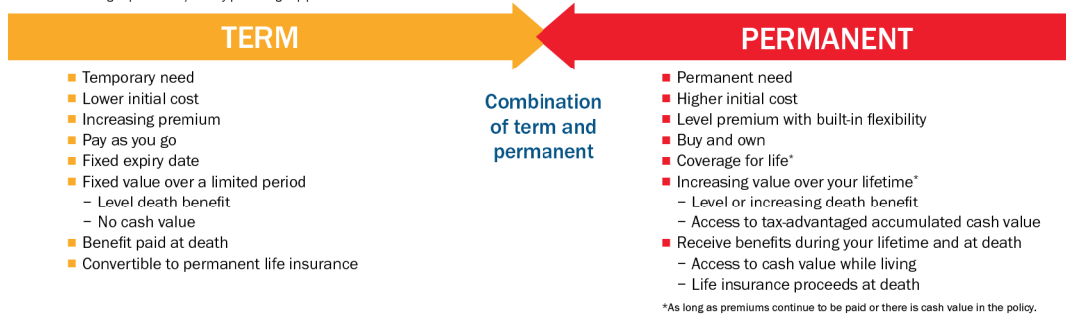 TERM
■ Temporary need
■ Lower initial cost
■ Increasing premium
■ Pay as you go
■ Fixed expiry date
■ Fixed value over a limited period
– Level death benefit
– No cash value
■ Benefit paid at death
■ Convertible to permanent life insurance
Combination
of term and
permanent
PERMANENT
■ Permanent need
■ Higher initial cost
■ Level premium with built-in flexibility
■ Buy and own
■ Coverage for life*
■ Increasing value over your lifetime*
– Level or increasing death benefit
– Access to tax-advantaged accumulated cash value
■ Receive benefits during your lifetime and at death
– Access to cash value while living
– Life insurance proceeds at death
*As long as premiums continue to be paid or there is cash value in the policy.